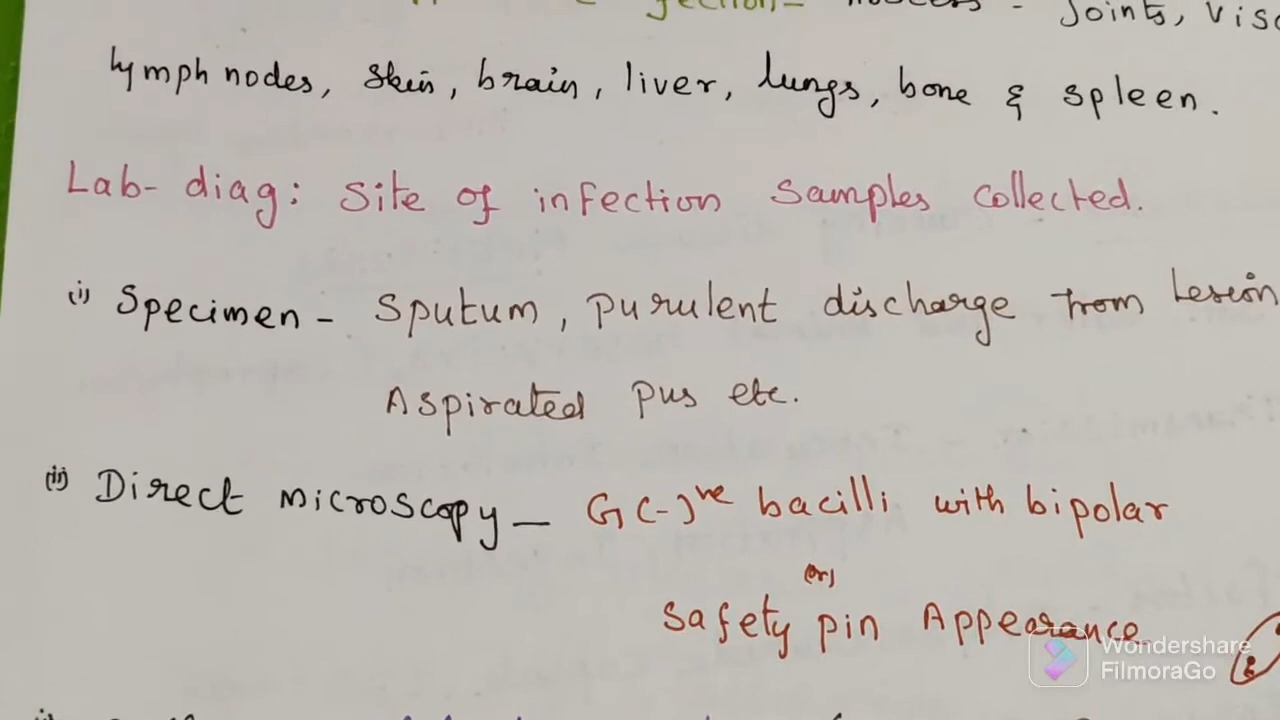 Joints,
lymph nodes, skin, brain, liver, lungs, bone & spleen.
Lab-diag: Site of infection samples collected.
(i) Specimen - Sputum, purulent discharge from Lesion
Aspirated pus etc.
(ii) Direct microscopy - G(-)ve bacilli with bipolar
(or)
Safety pin Appearance
Wondershare
FilmoraGo